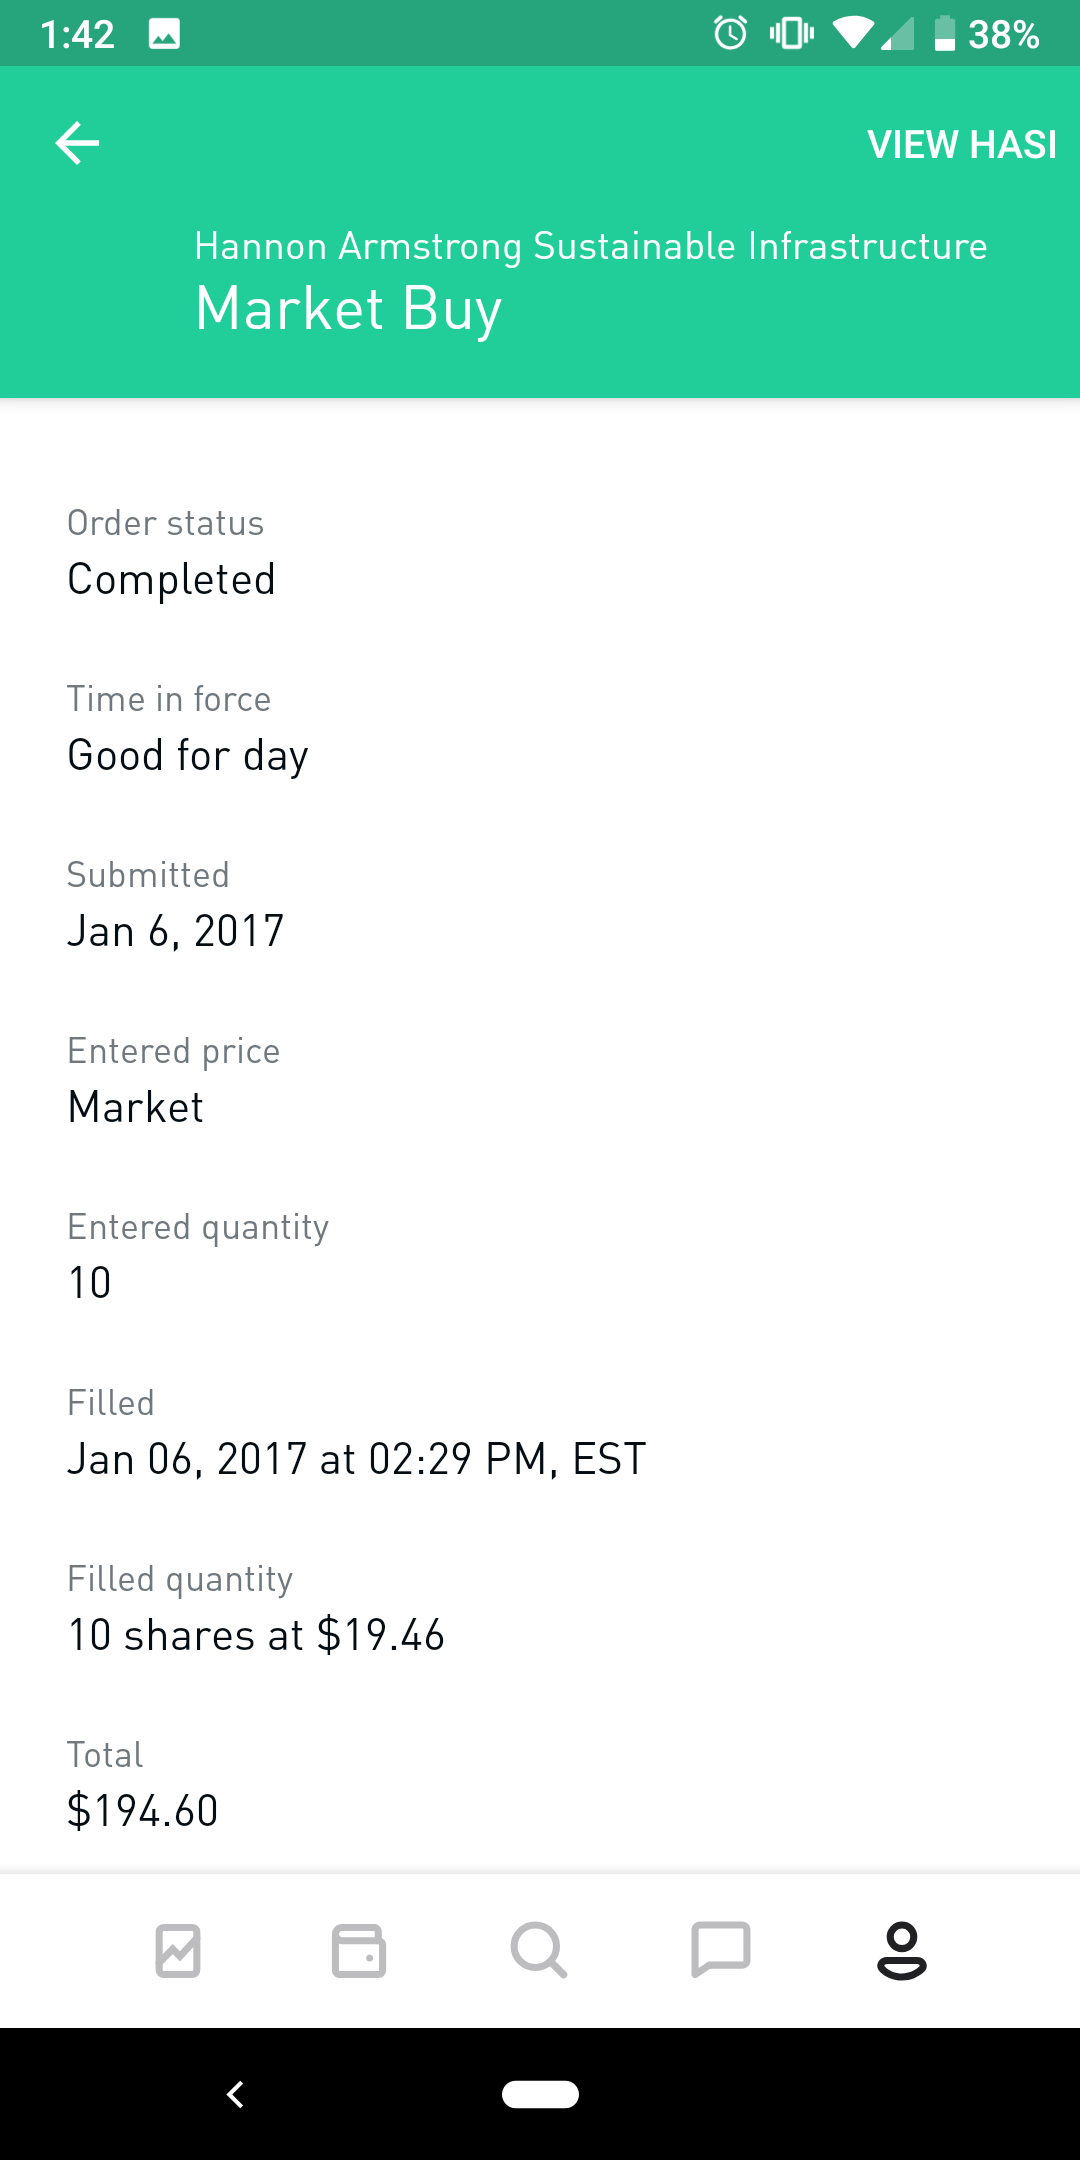 1:42 38%
VIEW HASI
Hannon Armstrong Sustainable Infrastructure
Market Buy
Order status
Completed
Time in force
Good for day
Submitted
Jan 6, 2017
Entered price
Market
Entered quantity
10
Filled
Jan 06, 2017 at 02:29 PM, EST
Filled quantity
10 shares at $19.46
Total
$194.60